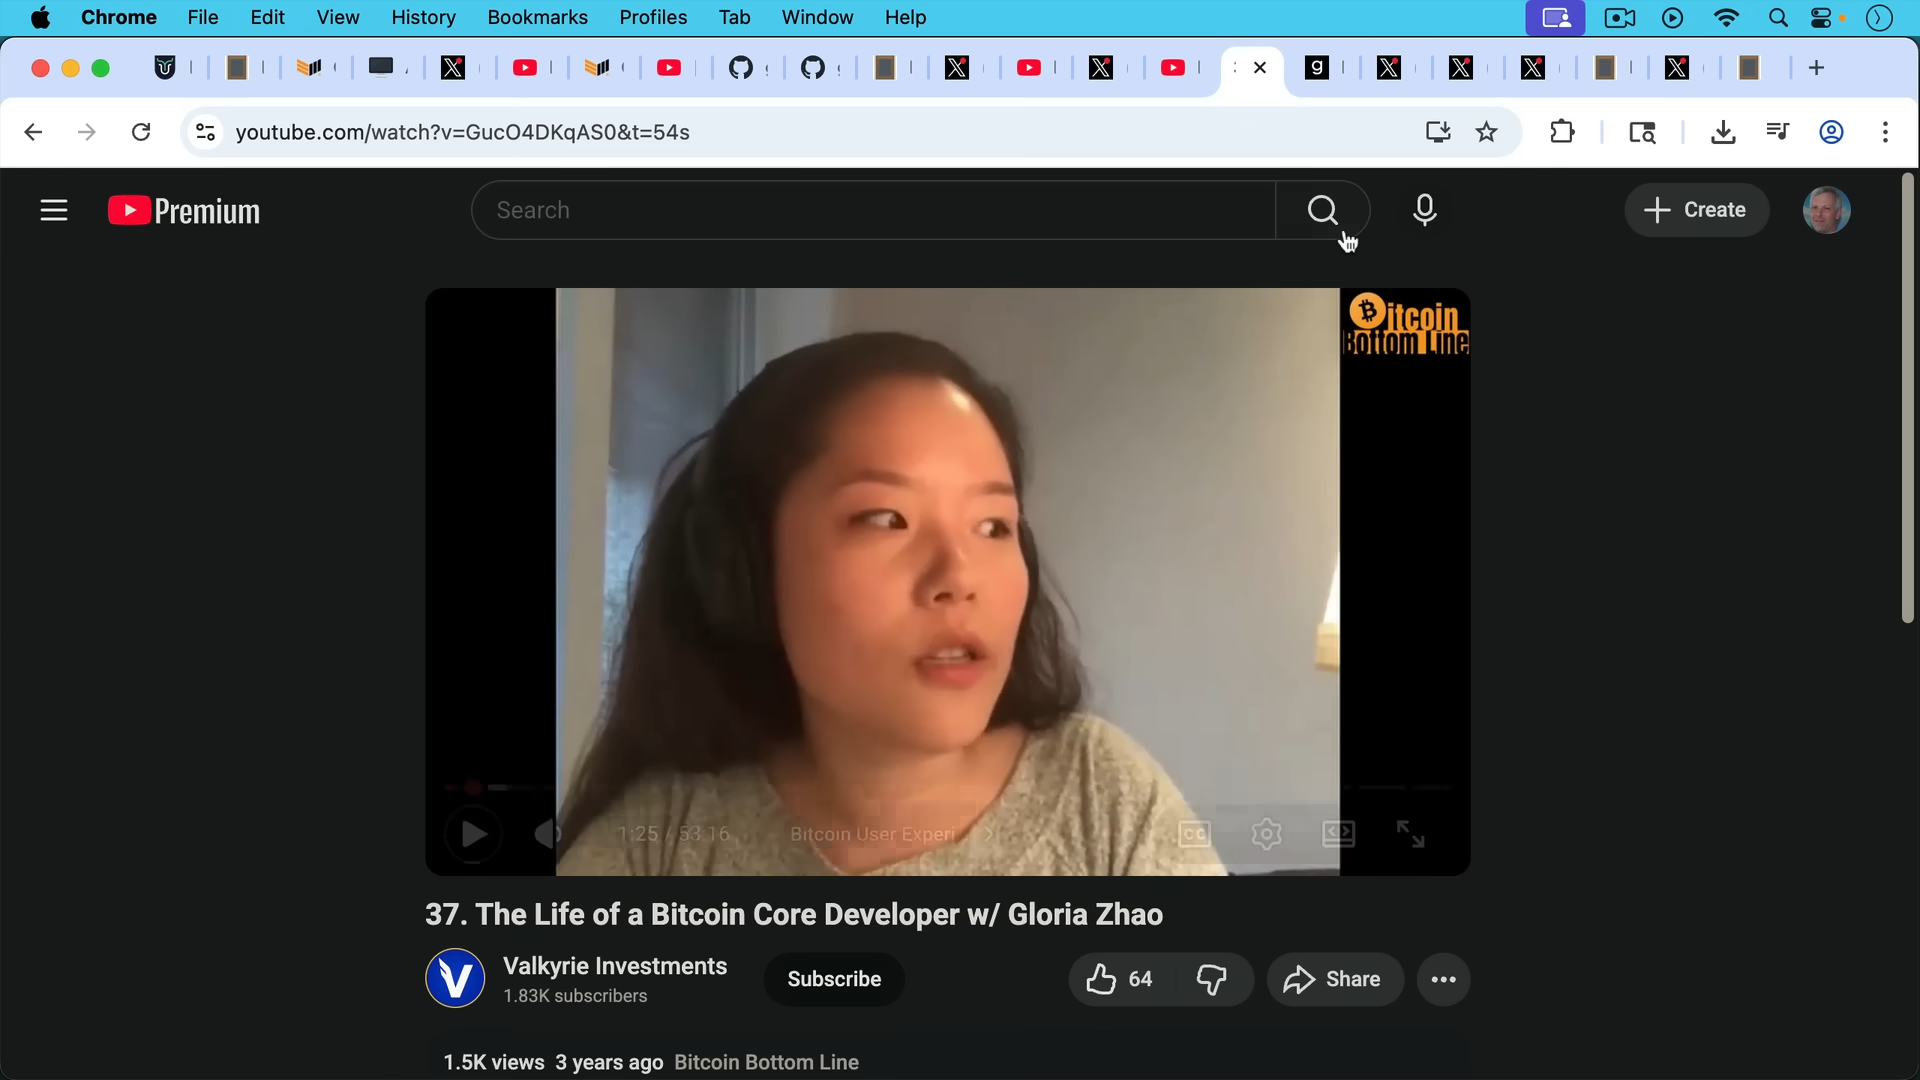 Chrome File Edit View History Bookmarks Profiles Tab Window Help
youtube.com/watch?v=GucO4DKqAS0&t=54s
Premium
Search
Create
Bitcoin
Bottom Line
1:25 / 53:16 Bitcoin User Experi
CC
37. The Life of a Bitcoin Core Developer w/ Gloria Zhao
Valkyrie Investments
1.83K subscribers
Subscribe
64
Share
1.5K views 3 years ago Bitcoin Bottom Line